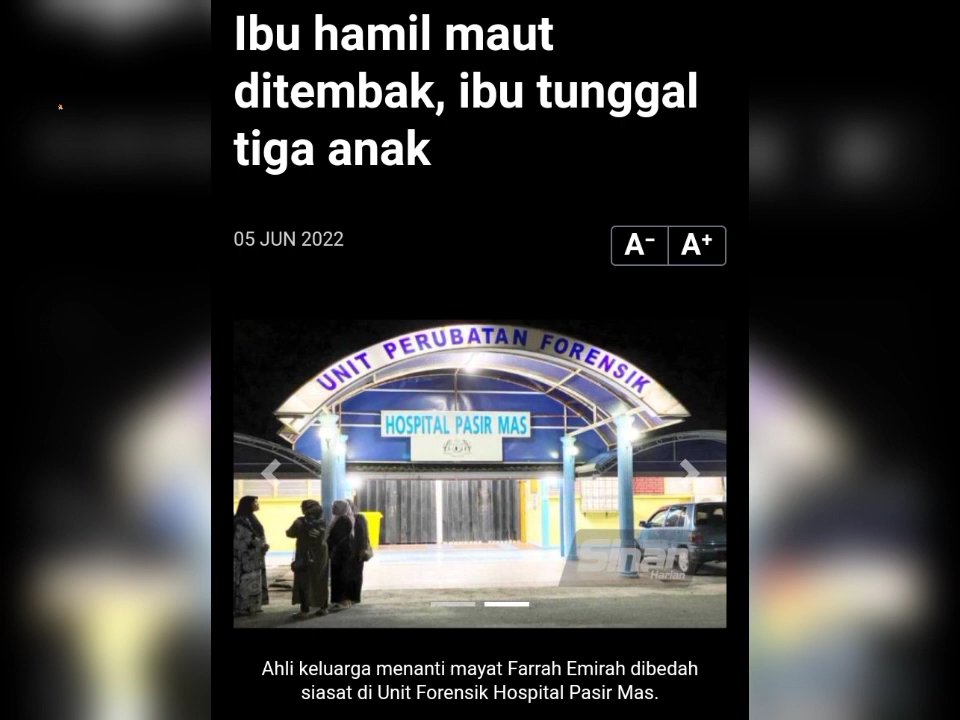 Ibu hamil maut
ditembak, ibu tunggal
tiga anak
05 JUN 2022
A- A+
UNIT PERUBATAN FORENSIK
HOSPITAL PASIR MAS
Sinar
Harian
Ahli keluarga menanti mayat Farrah Emirah dibedah
siasat di Unit Forensik Hospital Pasir Mas.